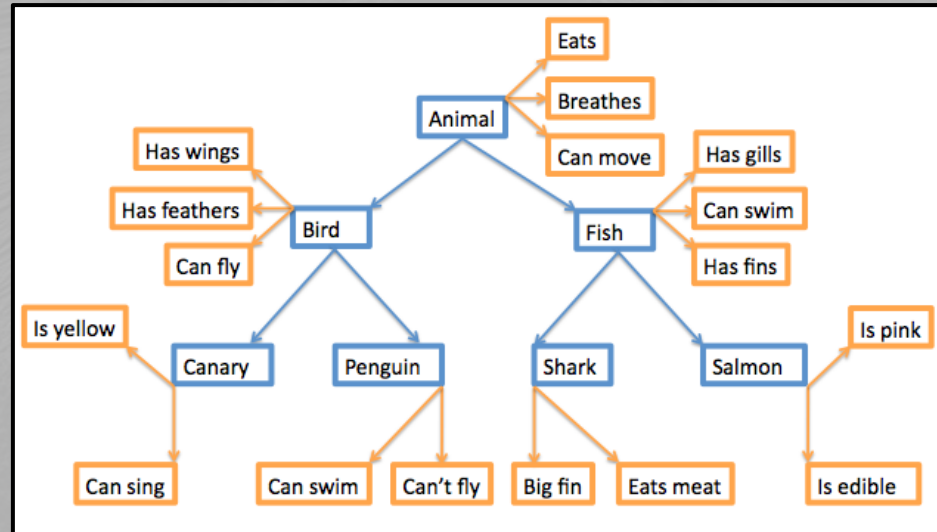 Eats
Animal
Breathes
Can move
Has wings
Has feathers
Can fly
Bird
Has gills
Can swim
Has fins
Fish
Is yellow
Canary
Penguin
Shark
Salmon
Is pink
Can sing
Can swim
Can't fly
Big fin
Eats meat
Is edible